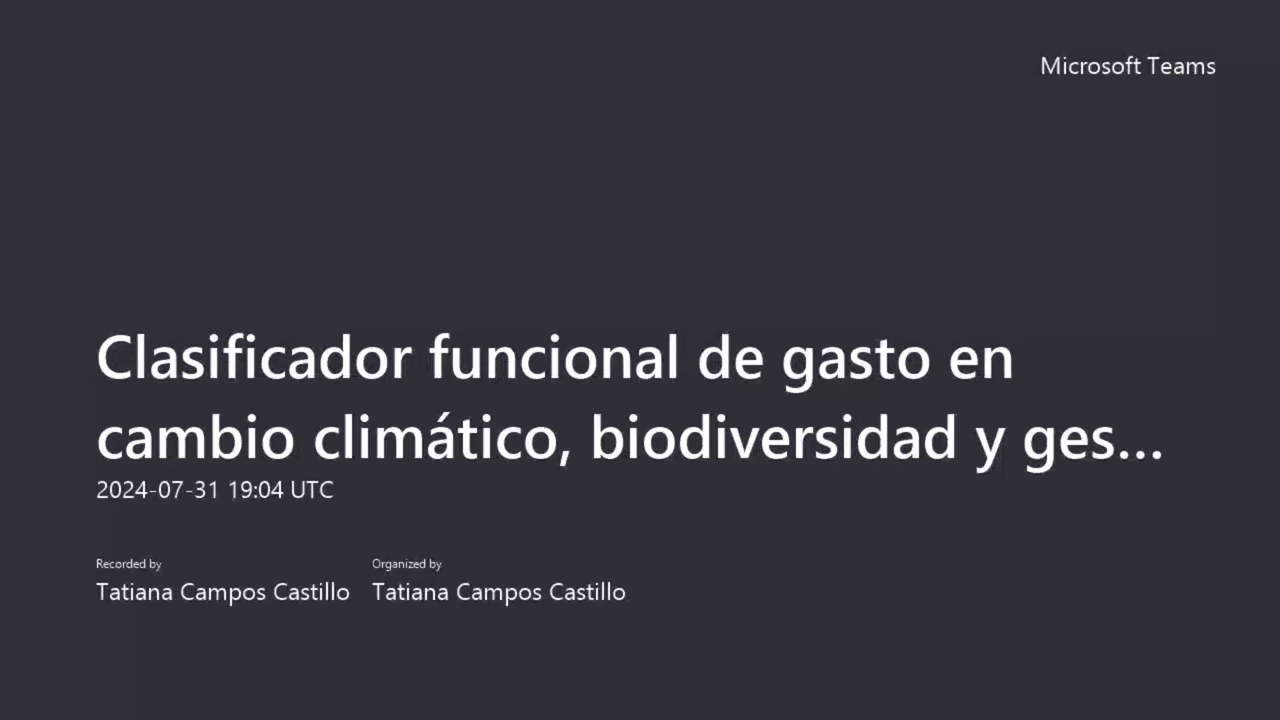 Microsoft Teams
Clasificador funcional de gasto en
cambio climático, biodiversidad y ges...
2024-07-31 19:04 UTC
Recorded by Organized by
Tatiana Campos Castillo Tatiana Campos Castillo